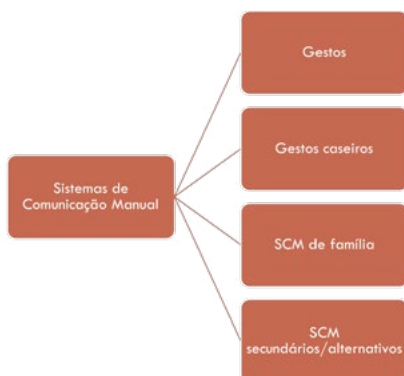 Sistemas de
Comunicação Manual
Gestos
Gestos caseiros
SCM de família
SCM
secundários/alternativos